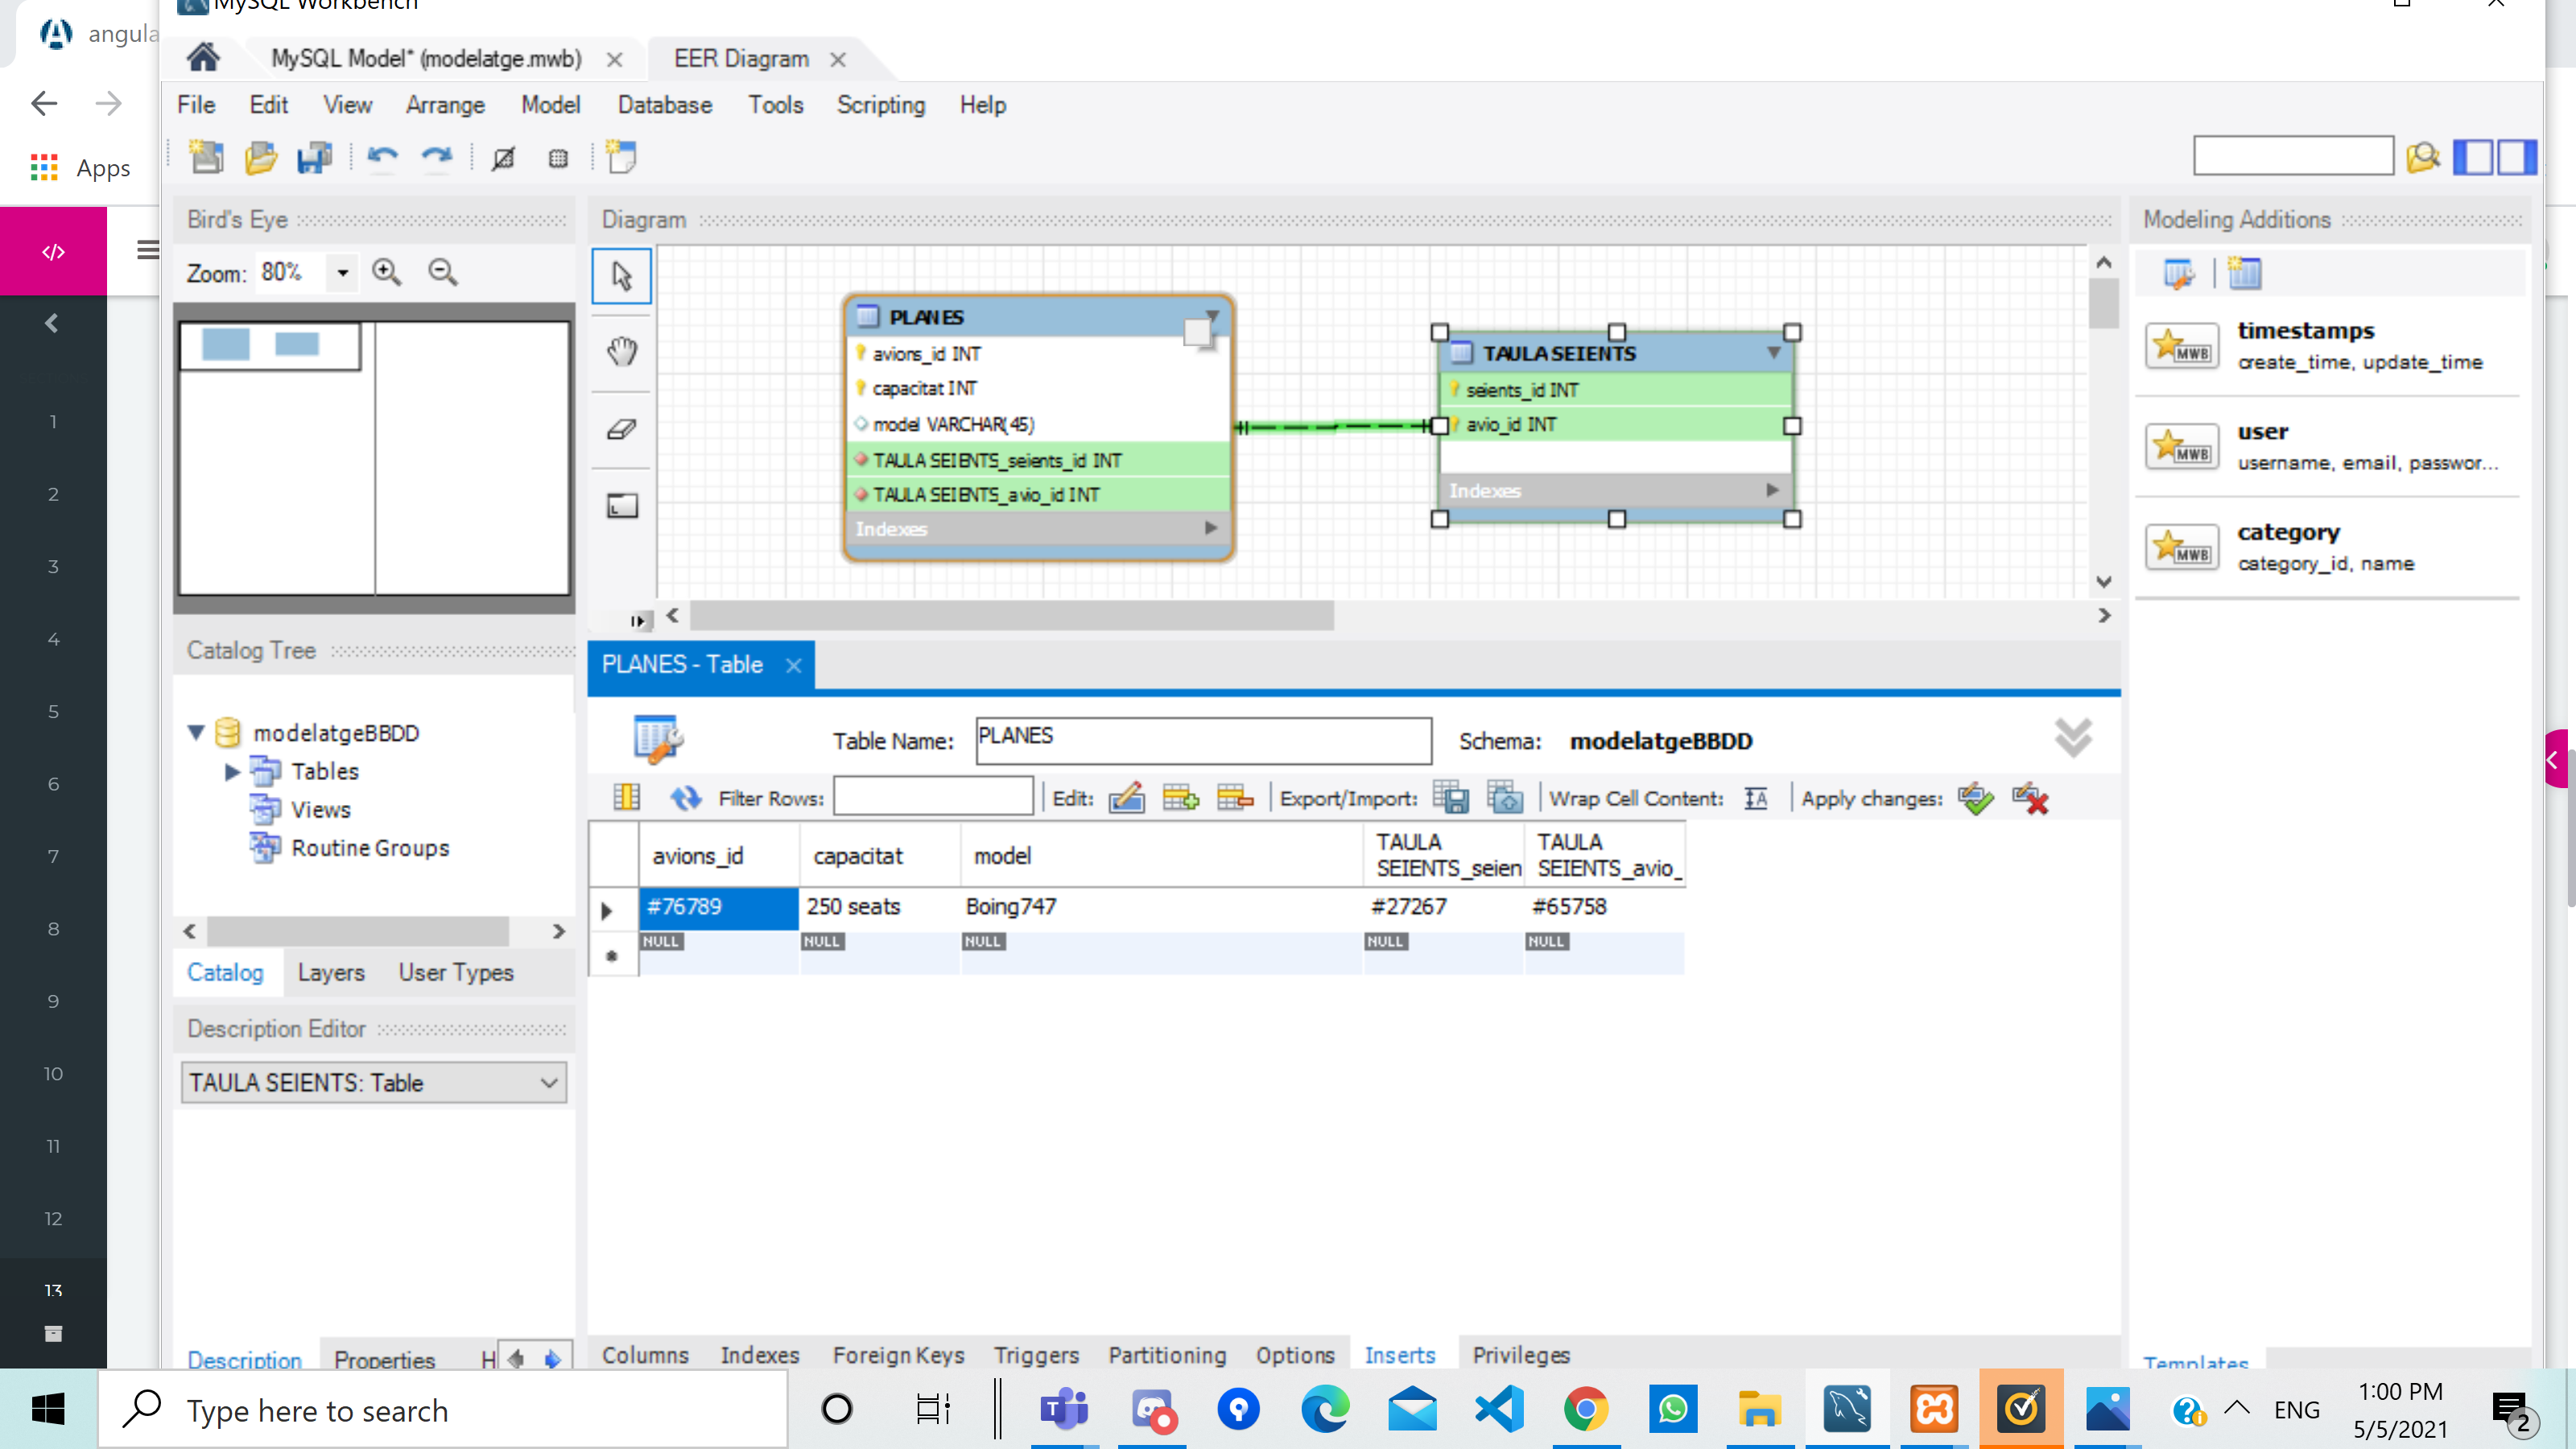 MySQL Workbench
angula
MySQL Model* (modelatge.mwb)
EER Diagram
File Edit View Arrange Model Database Tools Scripting Help
Apps
Bird's Eye
Zoom: 80%
Diagram
Modeling Additions
PLANES
avions_id INT
capacitat INT
model VARCHAR(45)
TAULA SEIENTS_seients_id INT
TAULA SEIENTS_avio_id INT
Indexes
TAULA SEIENTS
seients_id INT
avio_id INT
Indexes
MWB
timestamps
create_time, update_time
MWB
user
username, email, passwor...
MWB
category
category_id, name
1
2
3
4
5
6
7
8
9
10
11
12
13
Catalog Tree
modelatgeBBDD
Tables
Views
Routine Groups
Catalog Layers User Types
Description Editor
TAULA SEIENTS: Table
Description Properties H
PLANES - Table
Table Name: PLANES Schema: modelatgeBBDD
Filter Rows: Edit: Export/Import: Wrap Cell Content: Apply changes:
avions_id capacitat model TAULA SEIENTS_seien TAULA SEIENTS_avio_
#76789 250 seats Boing747 #27267 #65758
NULL NULL NULL NULL NULL
Columns Indexes Foreign Keys Triggers Partitioning Options Inserts Privileges
Templates
Type here to search
ENG
1:00 PM
5/5/2021
2